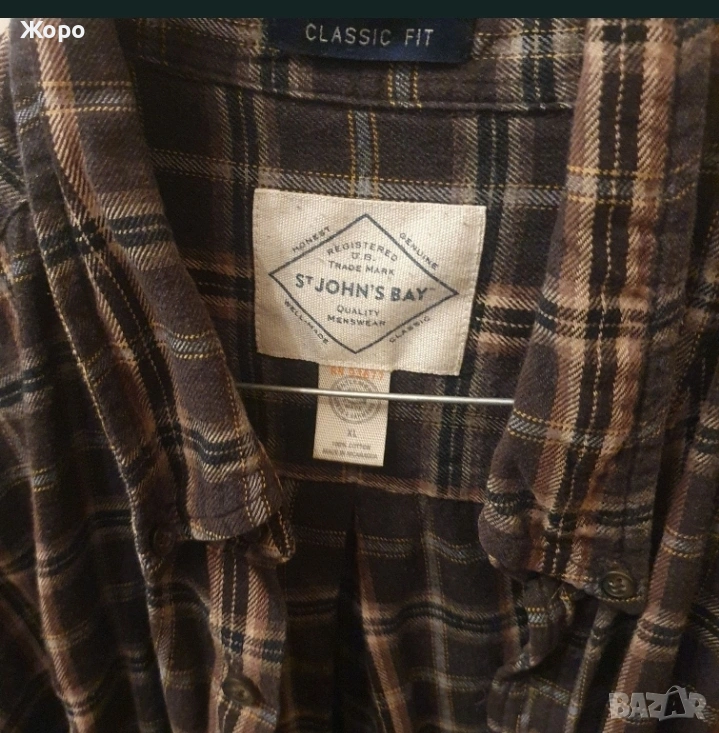 Жоро
CLASSIC FIT
HONEST
GENUINE
REGISTERED
U.S.
TRADE MARK
ST JOHN'S BAY™
QUALITY
MENSWEAR
WELL-MADE
CLASSIC
XL
100% COTTON
MADE IN NICARAGUA
BAZAR